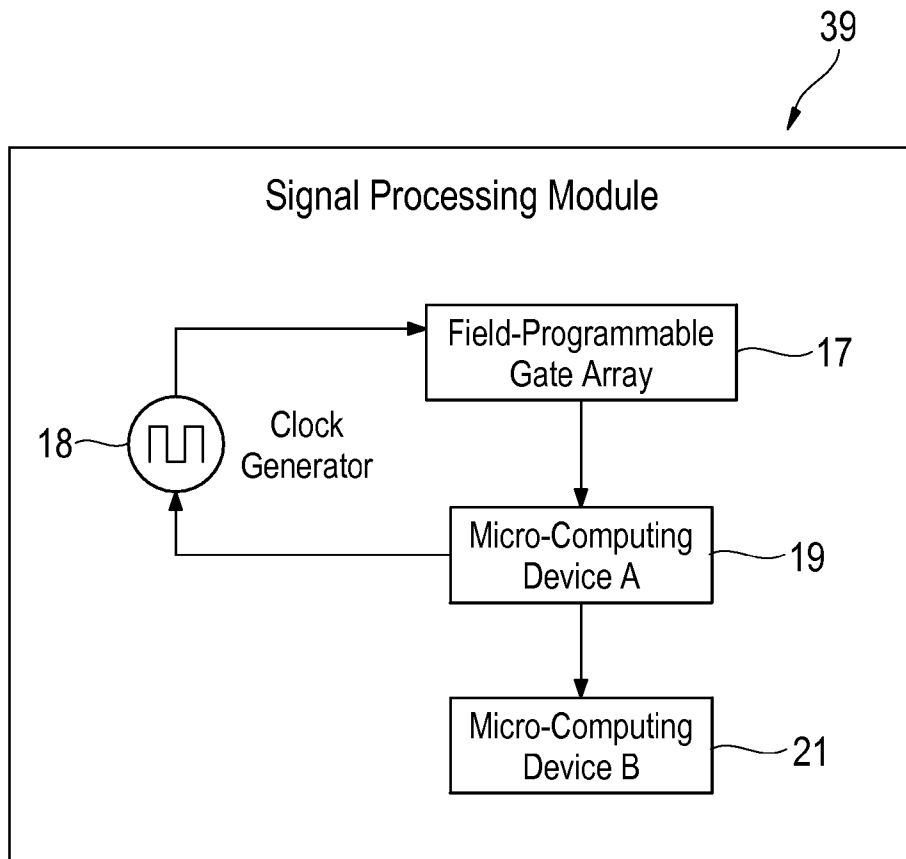 39
Signal Processing Module
Field-Programmable
Gate Array
17
18
Clock
Generator
Micro-Computing
Device A
19
Micro-Computing
Device B
21